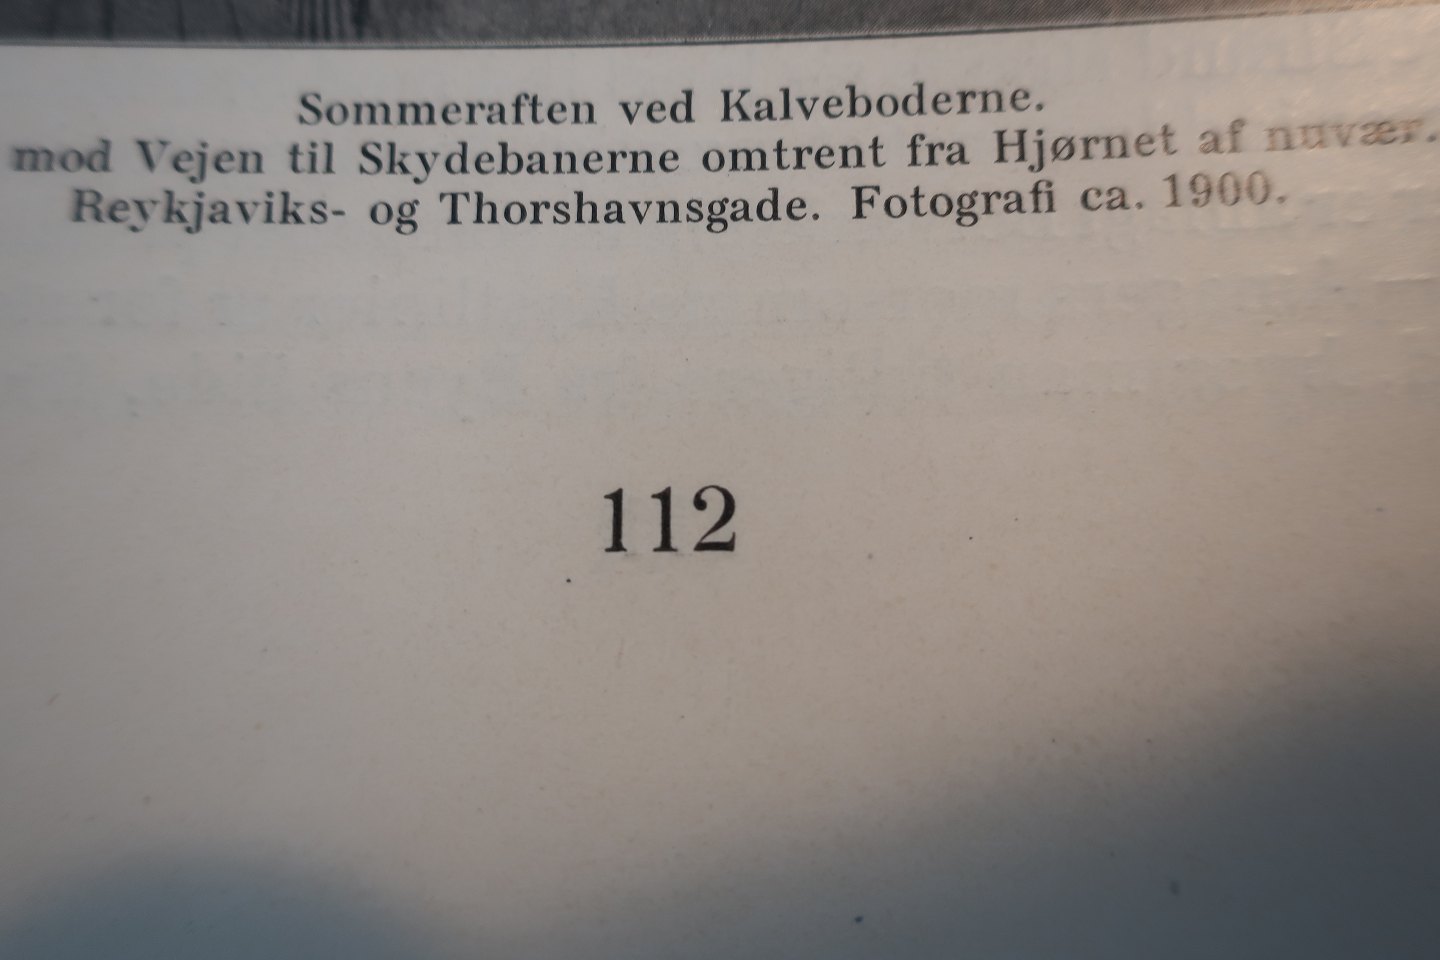 Sommeraften ved Kalveboderne.
mod Vejen til Skydebanerne omtrent fra Hjørnet af nuvær.
Reykjaviks- og Thorshavnsgade. Fotografi ca. 1900.
112